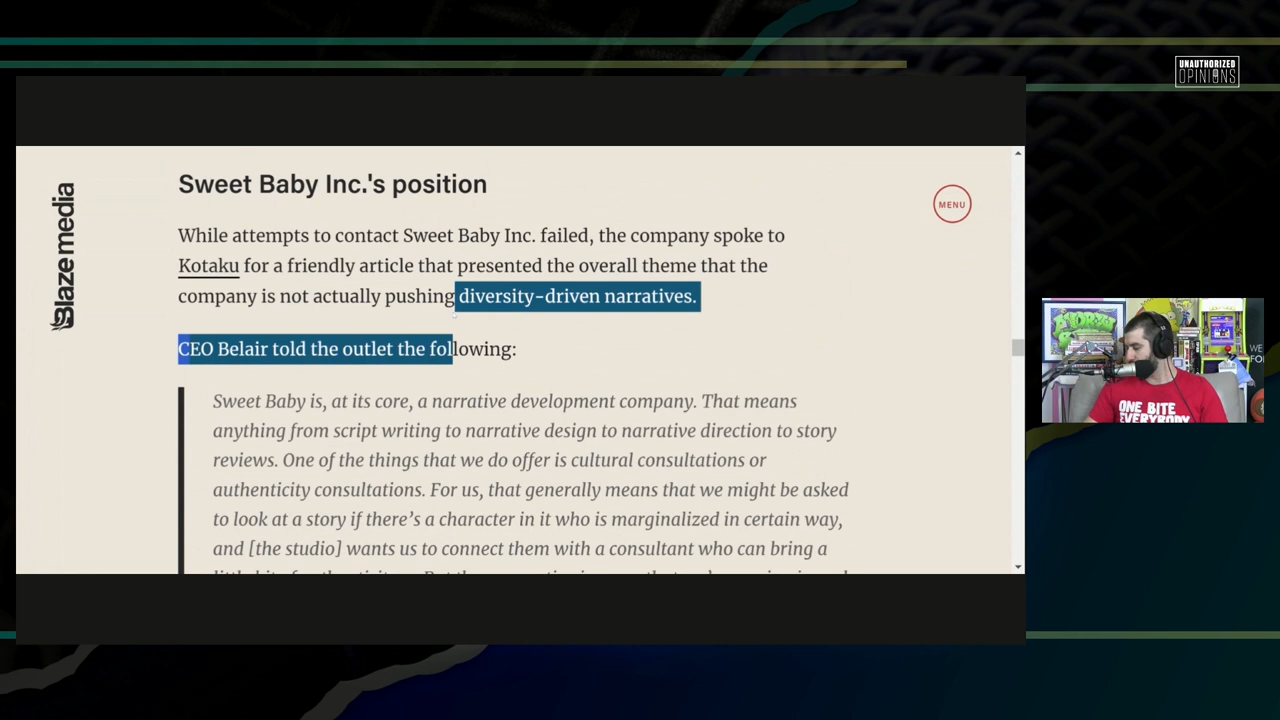 UNAUTHORIZED
OPINIONS
Blaze media
Sweet Baby Inc.'s position
MENU
While attempts to contact Sweet Baby Inc. failed, the company spoke to
Kotaku for a friendly article that presented the overall theme that the
company is not actually pushing diversity-driven narratives.
CEO Belair told the outlet the following:
Sweet Baby is, at its core, a narrative development company. That means
anything from script writing to narrative design to narrative direction to story
reviews. One of the things that we do offer is cultural consultations or
authenticity consultations. For us, that generally means that we might be asked
to look at a story if there’s a character in it who is marginalized in certain way,
and [the studio] wants us to connect them with a consultant who can bring a
WE
FO
ONE BITE
EVERYBODY